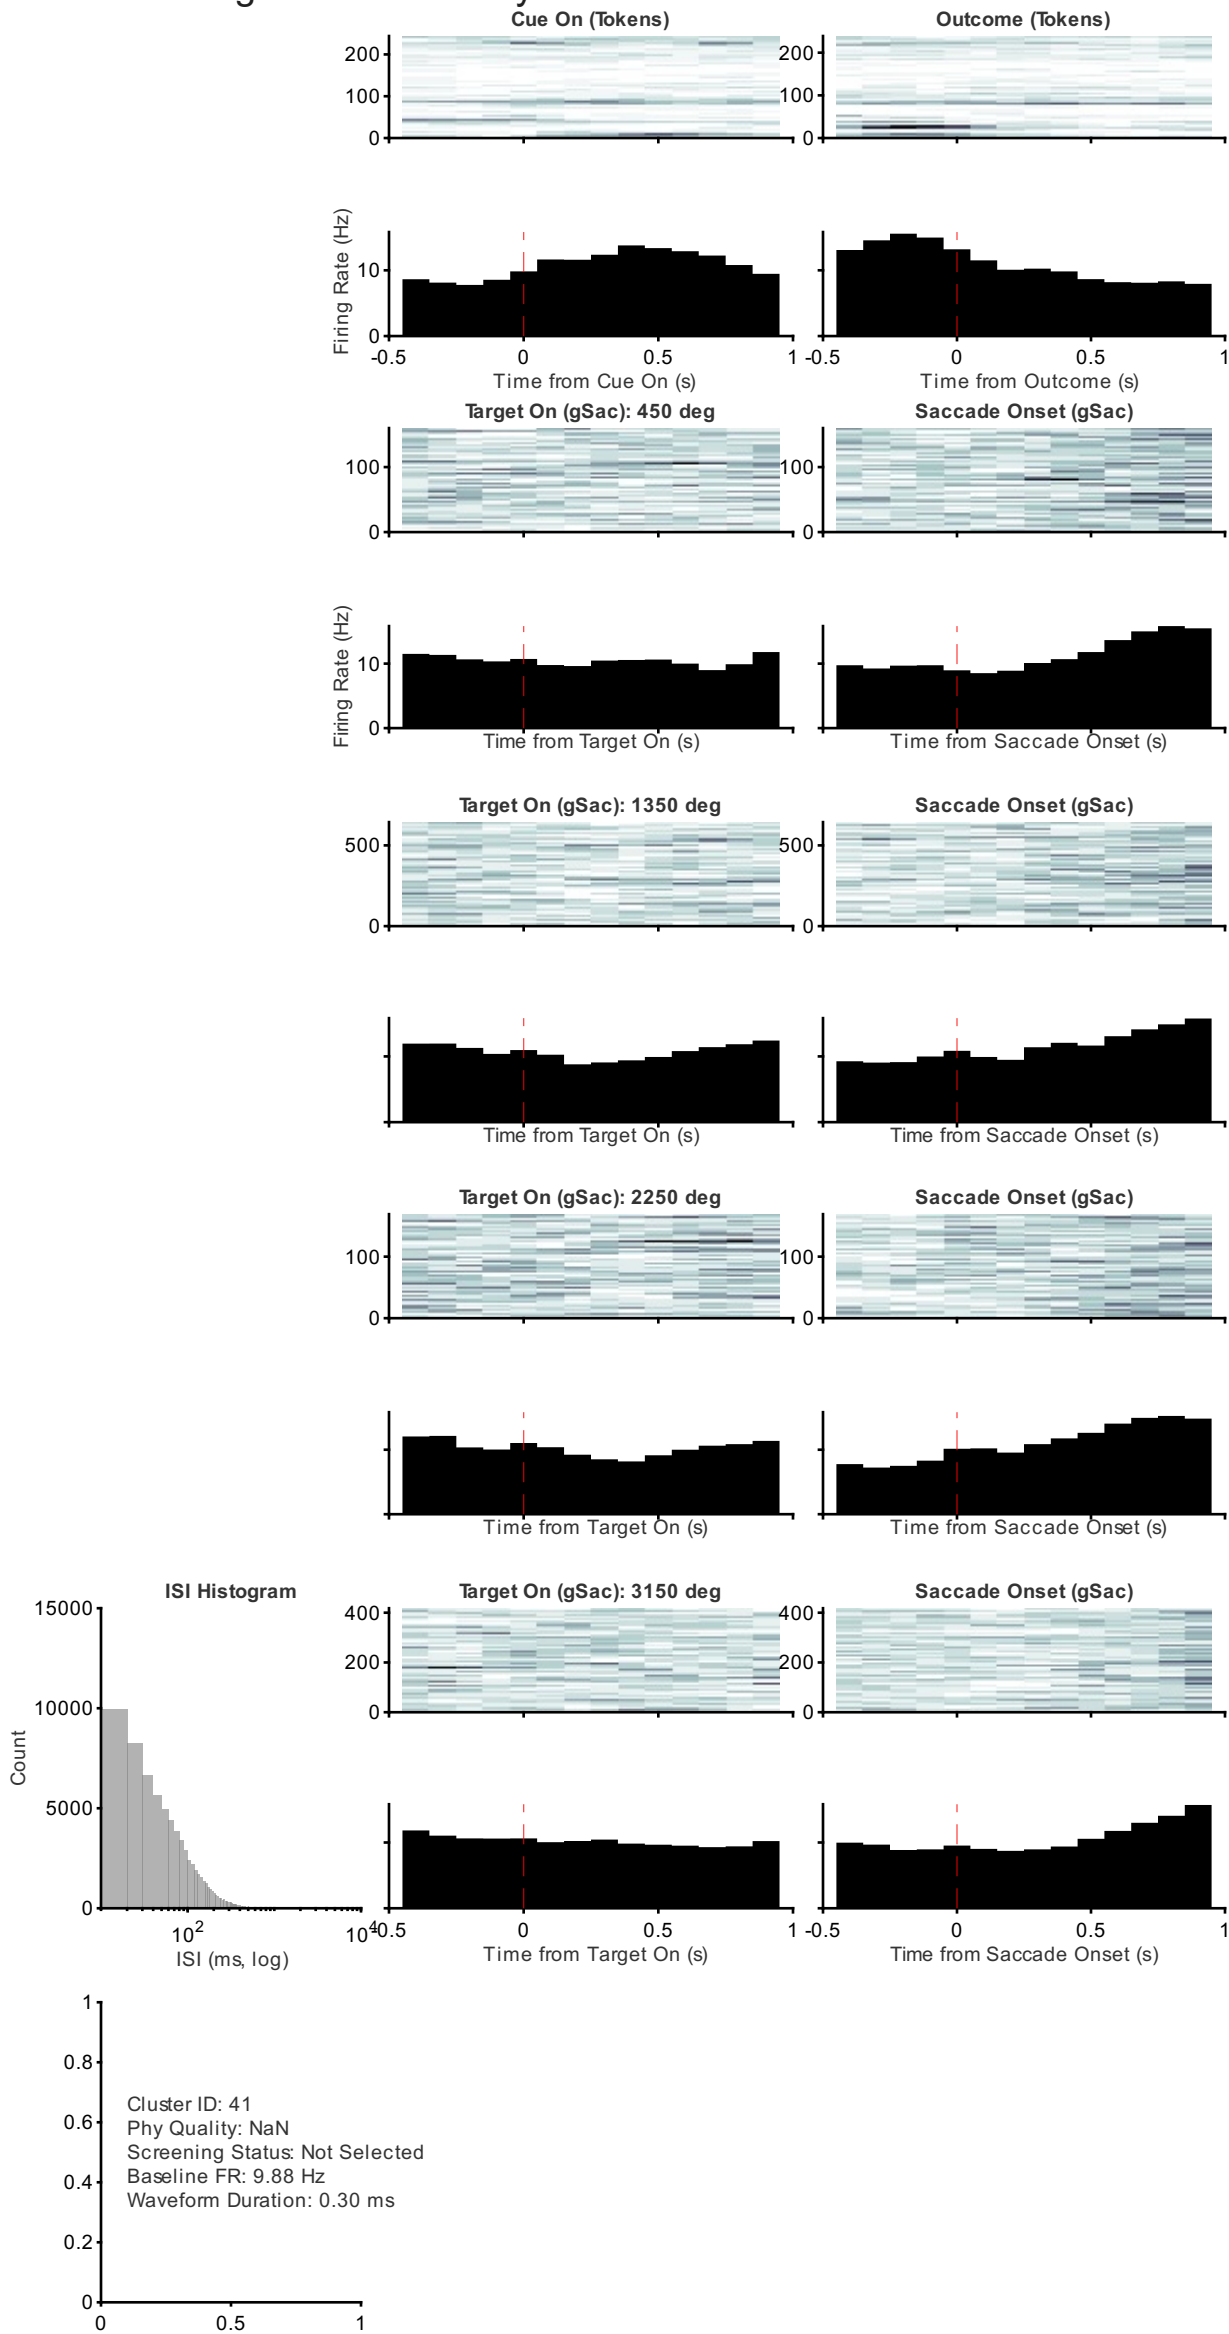 Cue On (Tokens)
Outcome (Tokens)
200
100
0
200
100
0
Firing Rate (Hz)
10
0
-0.5 0 0.5 1
-0.5 0 0.5 1
Time from Cue On (s)
Time from Outcome (s)
Target On (gSac): 450 deg
Saccade Onset (gSac)
100
0
100
0
Firing Rate (Hz)
10
0
Time from Target On (s)
Time from Saccade Onset (s)
Target On (gSac): 1350 deg
Saccade Onset (gSac)
500
0
500
0
Time from Target On (s)
Time from Saccade Onset (s)
Target On (gSac): 2250 deg
Saccade Onset (gSac)
100
0
100
0
Time from Target On (s)
Time from Saccade Onset (s)
ISI Histogram
15000
10000
5000
0
Count
10²
10⁴
ISI (ms, log)
Target On (gSac): 3150 deg
Saccade Onset (gSac)
400
200
0
400
200
0
0.5 0 0.5 1
-0.5 0 0.5 1
Time from Target On (s)
Time from Saccade Onset (s)
1
0.8
0.6
0.4
0.2
0
Cluster ID: 41
Phy Quality: NaN
Screening Status: Not Selected
Baseline FR: 9.88 Hz
Waveform Duration: 0.30 ms
0 0.5 1